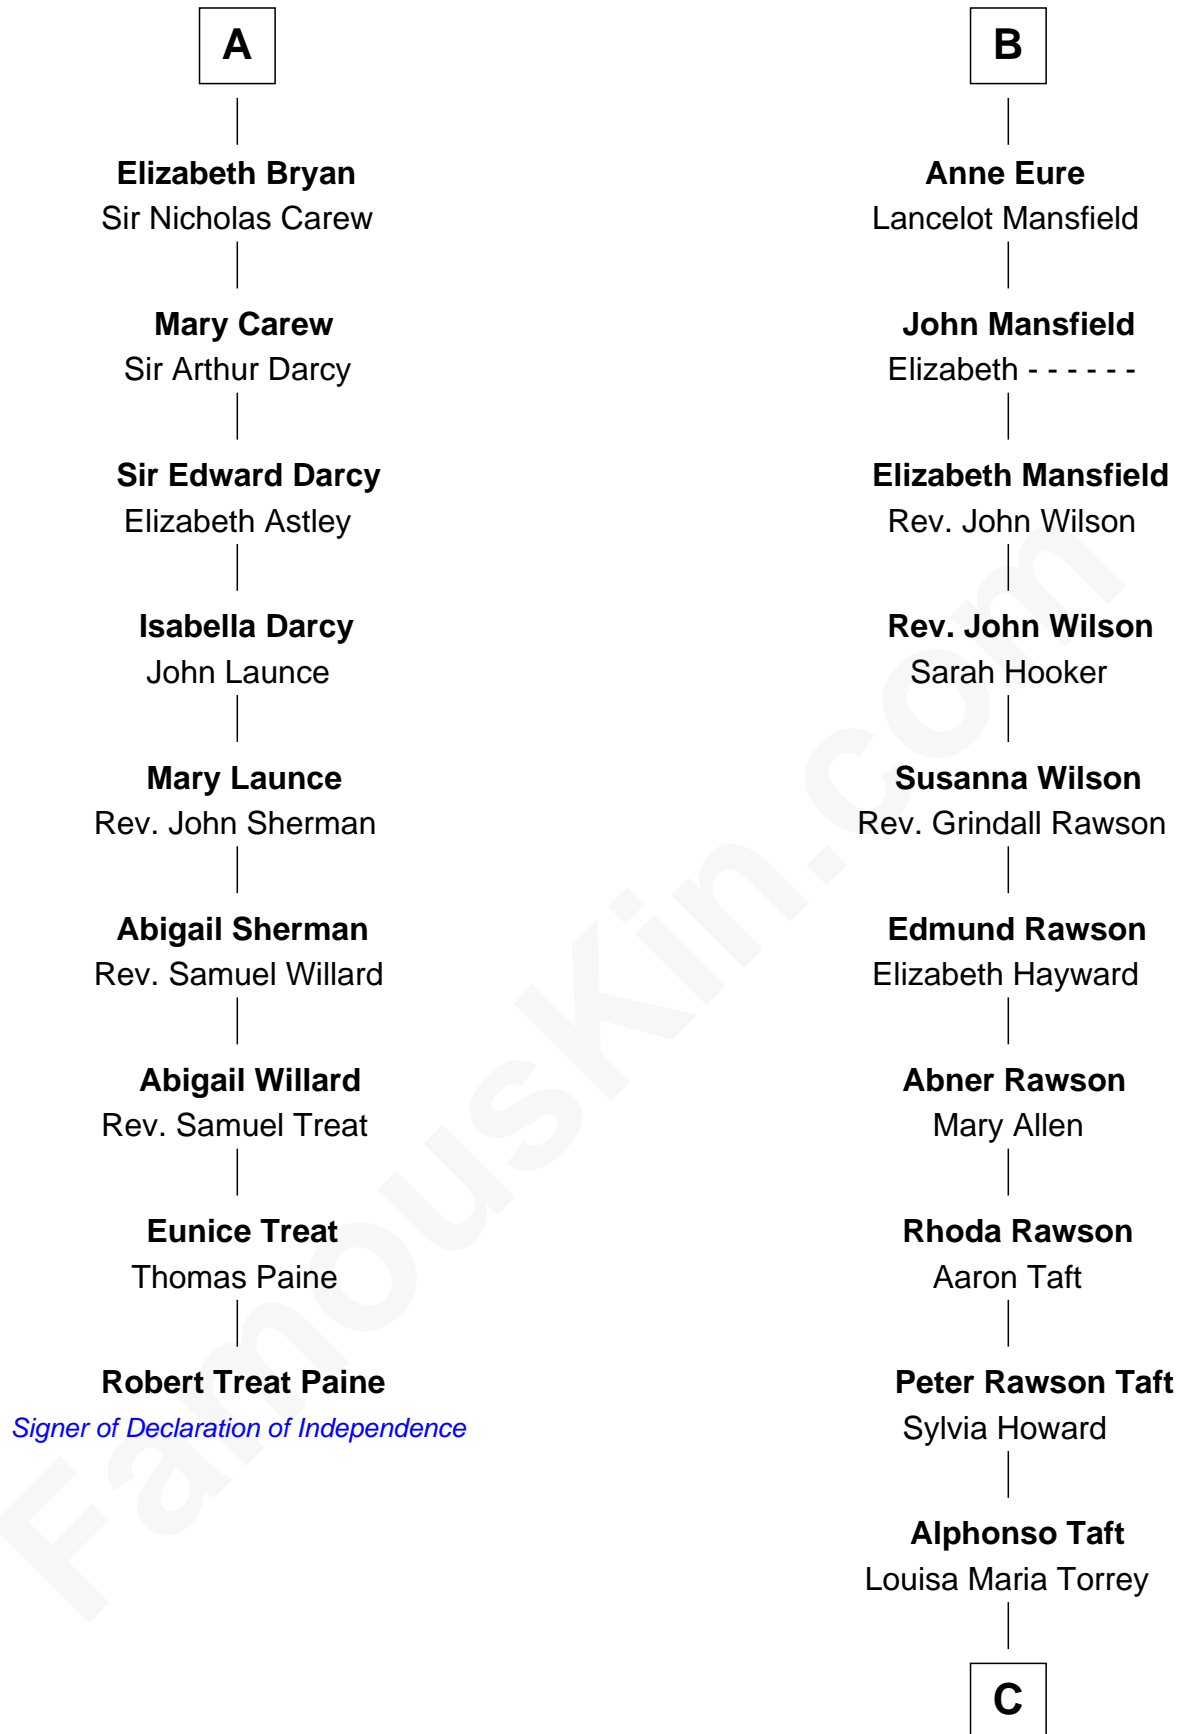 A
Elizabeth Bryan
Sir Nicholas Carew
Mary Carew
Sir Arthur Darcy
Sir Edward Darcy
Elizabeth Astley
Isabella Darcy
John Launce
Mary Launce
Rev. John Sherman
Abigail Sherman
Rev. Samuel Willard
Abigail Willard
Rev. Samuel Treat
Eunice Treat
Thomas Paine
Robert Treat Paine
Signer of Declaration of Independence
B
Anne Eure
Lancelot Mansfield
John Mansfield
Elizabeth - - - - - -
Elizabeth Mansfield
Rev. John Wilson
Rev. John Wilson
Sarah Hooker
Susanna Wilson
Rev. Grindall Rawson
Edmund Rawson
Elizabeth Hayward
Abner Rawson
Mary Allen
Rhoda Rawson
Aaron Taft
Peter Rawson Taft
Sylvia Howard
Alphonso Taft
Louisa Maria Torrey
C
FamousKin.com